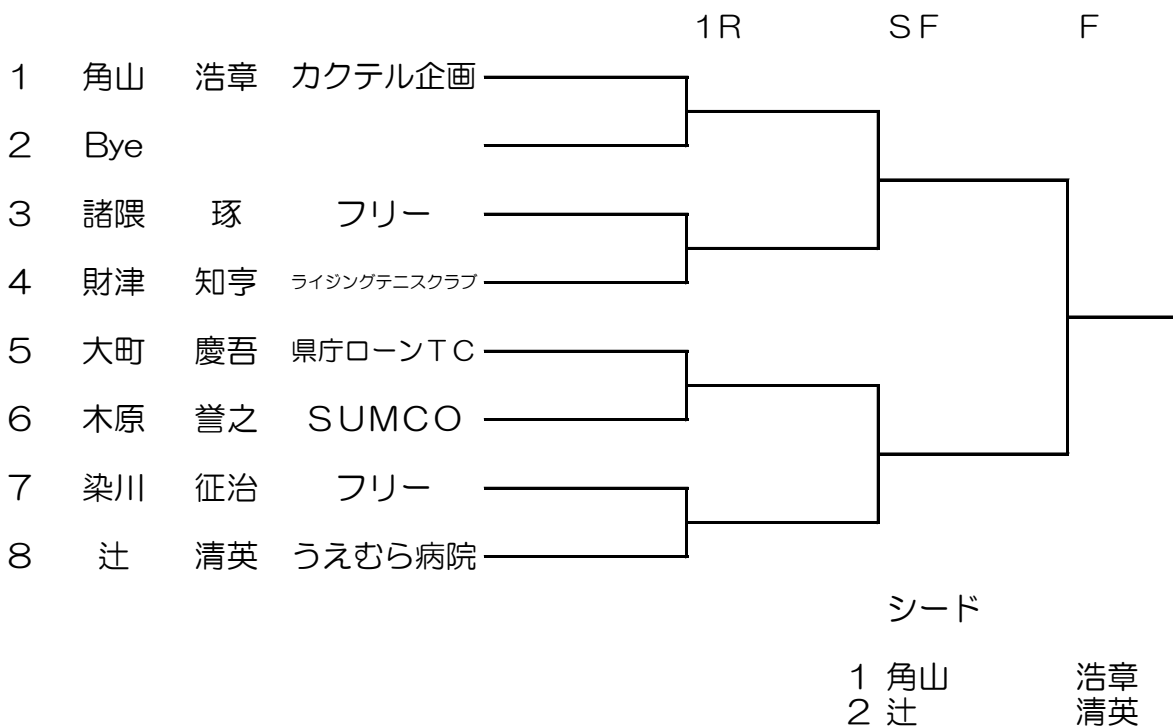 １R ＳＦ Ｆ
1 角山 浩章 カクテル企画
2 Bye
3 諸隈 琢 フリー
4 財津 知亨 ライジングテニスクラブ
5 大町 慶吾 県庁ローンＴＣ
6 木原 誉之 ＳＵＭＣＯ
7 染川 征治 フリー
8 辻 清英 うえむら病院
シード
1 角山 浩章
2 辻 清英